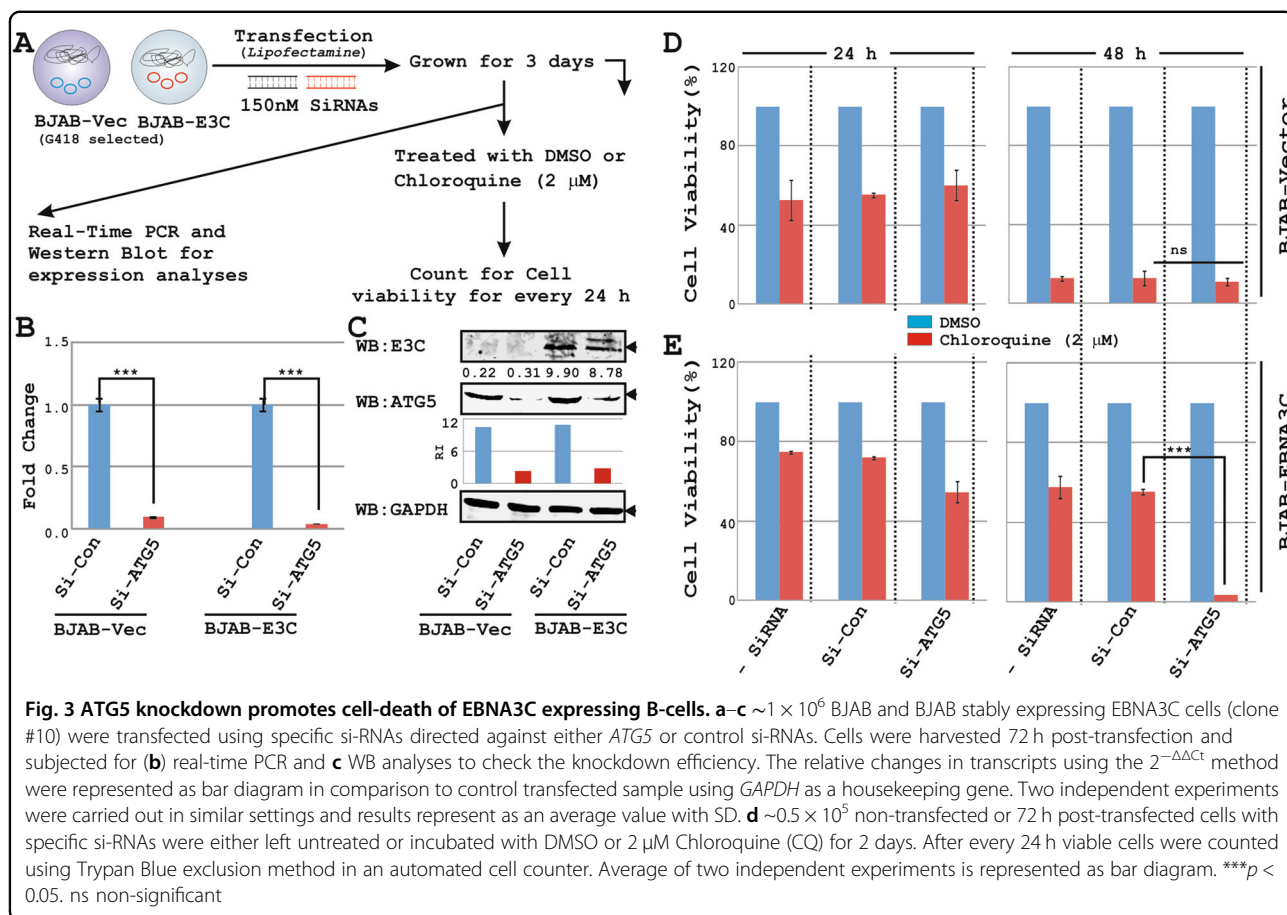 A
Transfection
(Lipofectamine)
Grown for 3 days
150nM SiRNAs
BJAB-Vec
BJAB-E3C
(G418 selected)
Treated with DMSO or
Chloroquine (2 μM)
Real-Time PCR and
Western Blot for
expression analyses
Count for Cell
viability for every 24 h
B
Fold Change
1.5
1.0
0.5
0.0
***
***
Si-Con
Si-ATG5
Si-Con
Si-ATG5
BJAB-Vec
BJAB-E3C
C
WB:E3C
0.22 0.31 9.90 8.78
WB:ATG5
RI
12
6
0
WB:GAPDH
Si-Con
Si-ATG5
Si-Con
Si-ATG5
BJAB-Vec
BJAB-E3C
D
24 h
48 h
Cell Viability(%)
120
80
40
0
ns
BJAB-Vector
DMSO
Chloroquine (2 μM)
E
Cell Viability(%)
120
80
40
0
***
BJAB-EBNA3C
- SiRNA
Si-Con
Si-ATG5
- SiRNA
Si-Con
Si-ATG5
Fig. 3 ATG5 knockdown promotes cell-death of EBNA3C expressing B-cells. a–c ~1 × 10⁶ BJAB and BJAB stably expressing EBNA3C cells (clone
#10) were transfected using specific si-RNAs directed against either ATG5 or control si-RNAs. Cells were harvested 72 h post-transfection and
subjected for (b) real-time PCR and c WB analyses to check the knockdown efficiency. The relative changes in transcripts using the 2⁻ΔΔCt method
were represented as bar diagram in comparison to control transfected sample using GAPDH as a housekeeping gene. Two independent experiments
were carried out in similar settings and results represent as an average value with SD. d ~0.5 × 10⁵ non-transfected or 72 h post-transfected cells with
specific si-RNAs were either left untreated or incubated with DMSO or 2 μM Chloroquine (CQ) for 2 days. After every 24 h viable cells were counted
using Trypan Blue exclusion method in an automated cell counter. Average of two independent experiments is represented as bar diagram. ***p <
0.05. ns non-significant